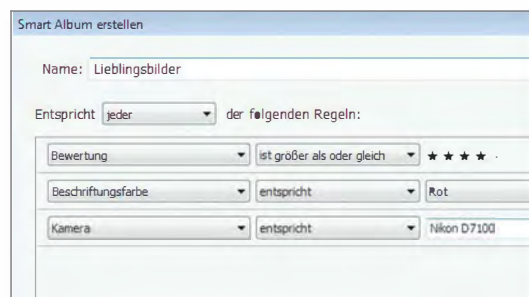 Smart Album erstellen
Name: Lieblingsbilder
Entspricht jeder der folgenden Regeln:
Bewertung ist größer als oder gleich ★ ★ ★ ★ ·
Beschriftungsfarbe entspricht Rot
Kamera entspricht Nikon D7100